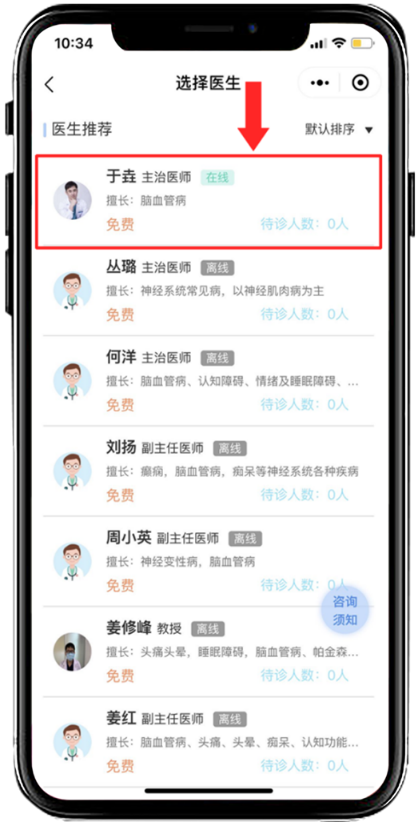 10:34
选择医生
医生推荐
默认排序
于垚 主治医师 在线
擅长：脑血管病
免费
待诊人数：0人
丛璐 主治医师 离线
擅长：神经系统常见病，以神经肌肉病为主
免费
待诊人数：0人
何洋 主治医师 离线
擅长：脑血管病、认知障碍、情绪及睡眠障碍、...
免费
待诊人数：0人
刘扬 副主任医师 离线
擅长：癫痫，脑血管病，痴呆等神经系统各种疾病
免费
待诊人数：0人
周小英 副主任医师 离线
擅长：神经变性病，脑血管病
免费
待诊人数：0人
咨询
须知
姜修峰 教授 离线
擅长：头痛头晕，睡眠障碍，脑血管病、帕金森...
免费
待诊人数：0人
姜红 副主任医师 离线
擅长：脑血管病、头痛、头晕、痴呆、认知功能...
免费
待诊人数：0人